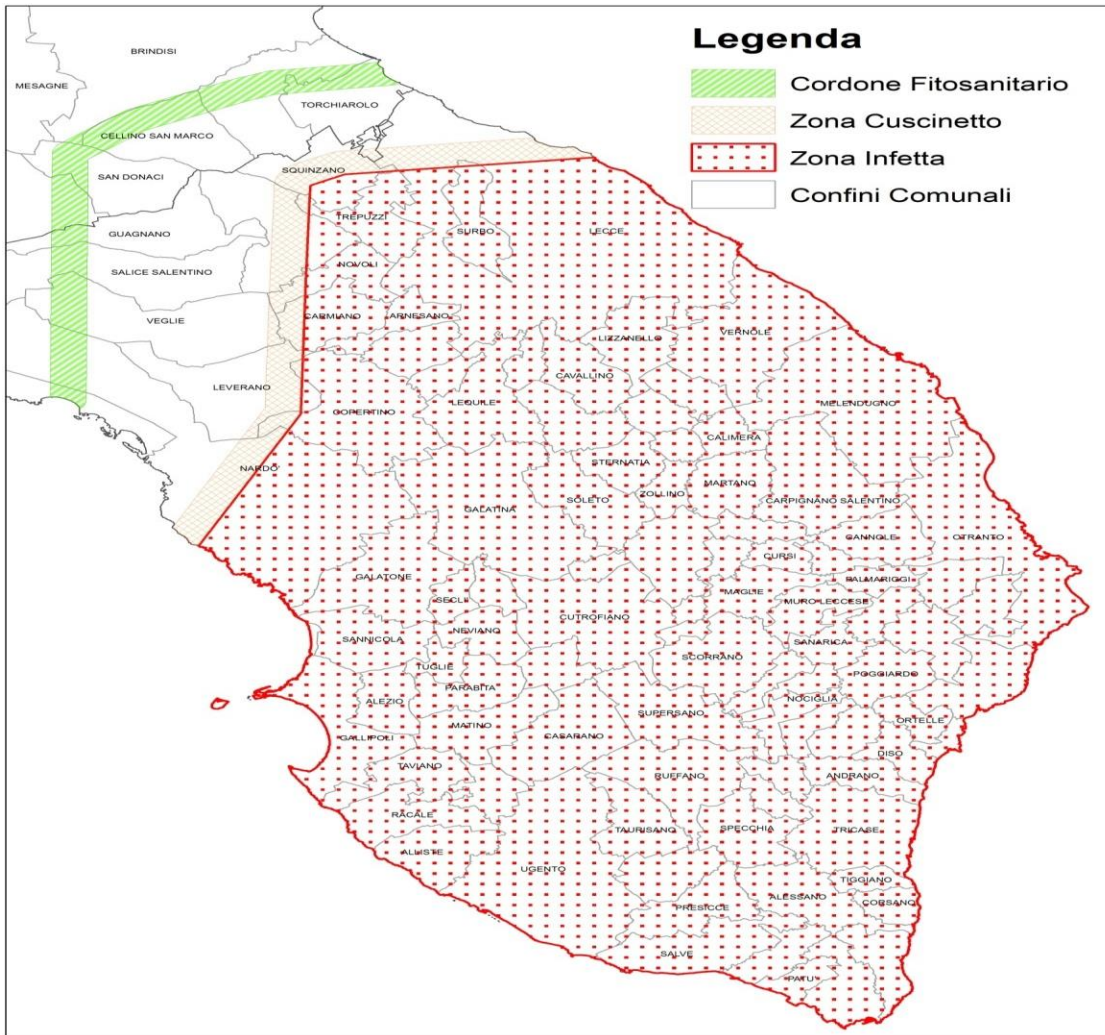 Legenda
Cordone Fitosanitario
Zona Cuscinetto
Zona Infetta
Confini Comunali
BRINDISI
MESAGNE
TORCHIAROLO
CELLINO SAN MARCO
SQUINZANO
SAN DONACI
TREPUZZI
SURBO
LECCE
GUAGNANO
NOVOLI
SALICE SALENTINO
CARMIANO
ARNESANO
VEGLIE
VERNOLE
LIZZANELLO
CAVALLINO
LEVERANO
LEQUILE
MELENDUGNO
COPERTINO
CALIMERA
STERNATIA
NARDO'
MARTANO
ZOLLINO
SOLETO
CARPIGNANO SALENTINO
GALATINA
CANNOLE
OTRANTO
CURSI
GALATONE
PALMARIGGI
MAGLIE
SECLI'
MURO LECCESE
CUTROFIANO
NEVIANO
SANNICOLA
SANARICA
SCORRANO
TUGLIE
POGGIARDO
PARABITA
ALEZIO
NOCIGLIA
SUPERSANO
ORTELLE
MATINO
GALLIPOLI
CASARANO
DISO
TAVIANO
RUFFANO
ANDRANO
RACALE
TAURISANO
SPECCHIA
TRICASE
ALLISTE
UGENTO
TIGGIANO
ALESSANO
CORSANO
PRESICCE
SALVE
PATU'